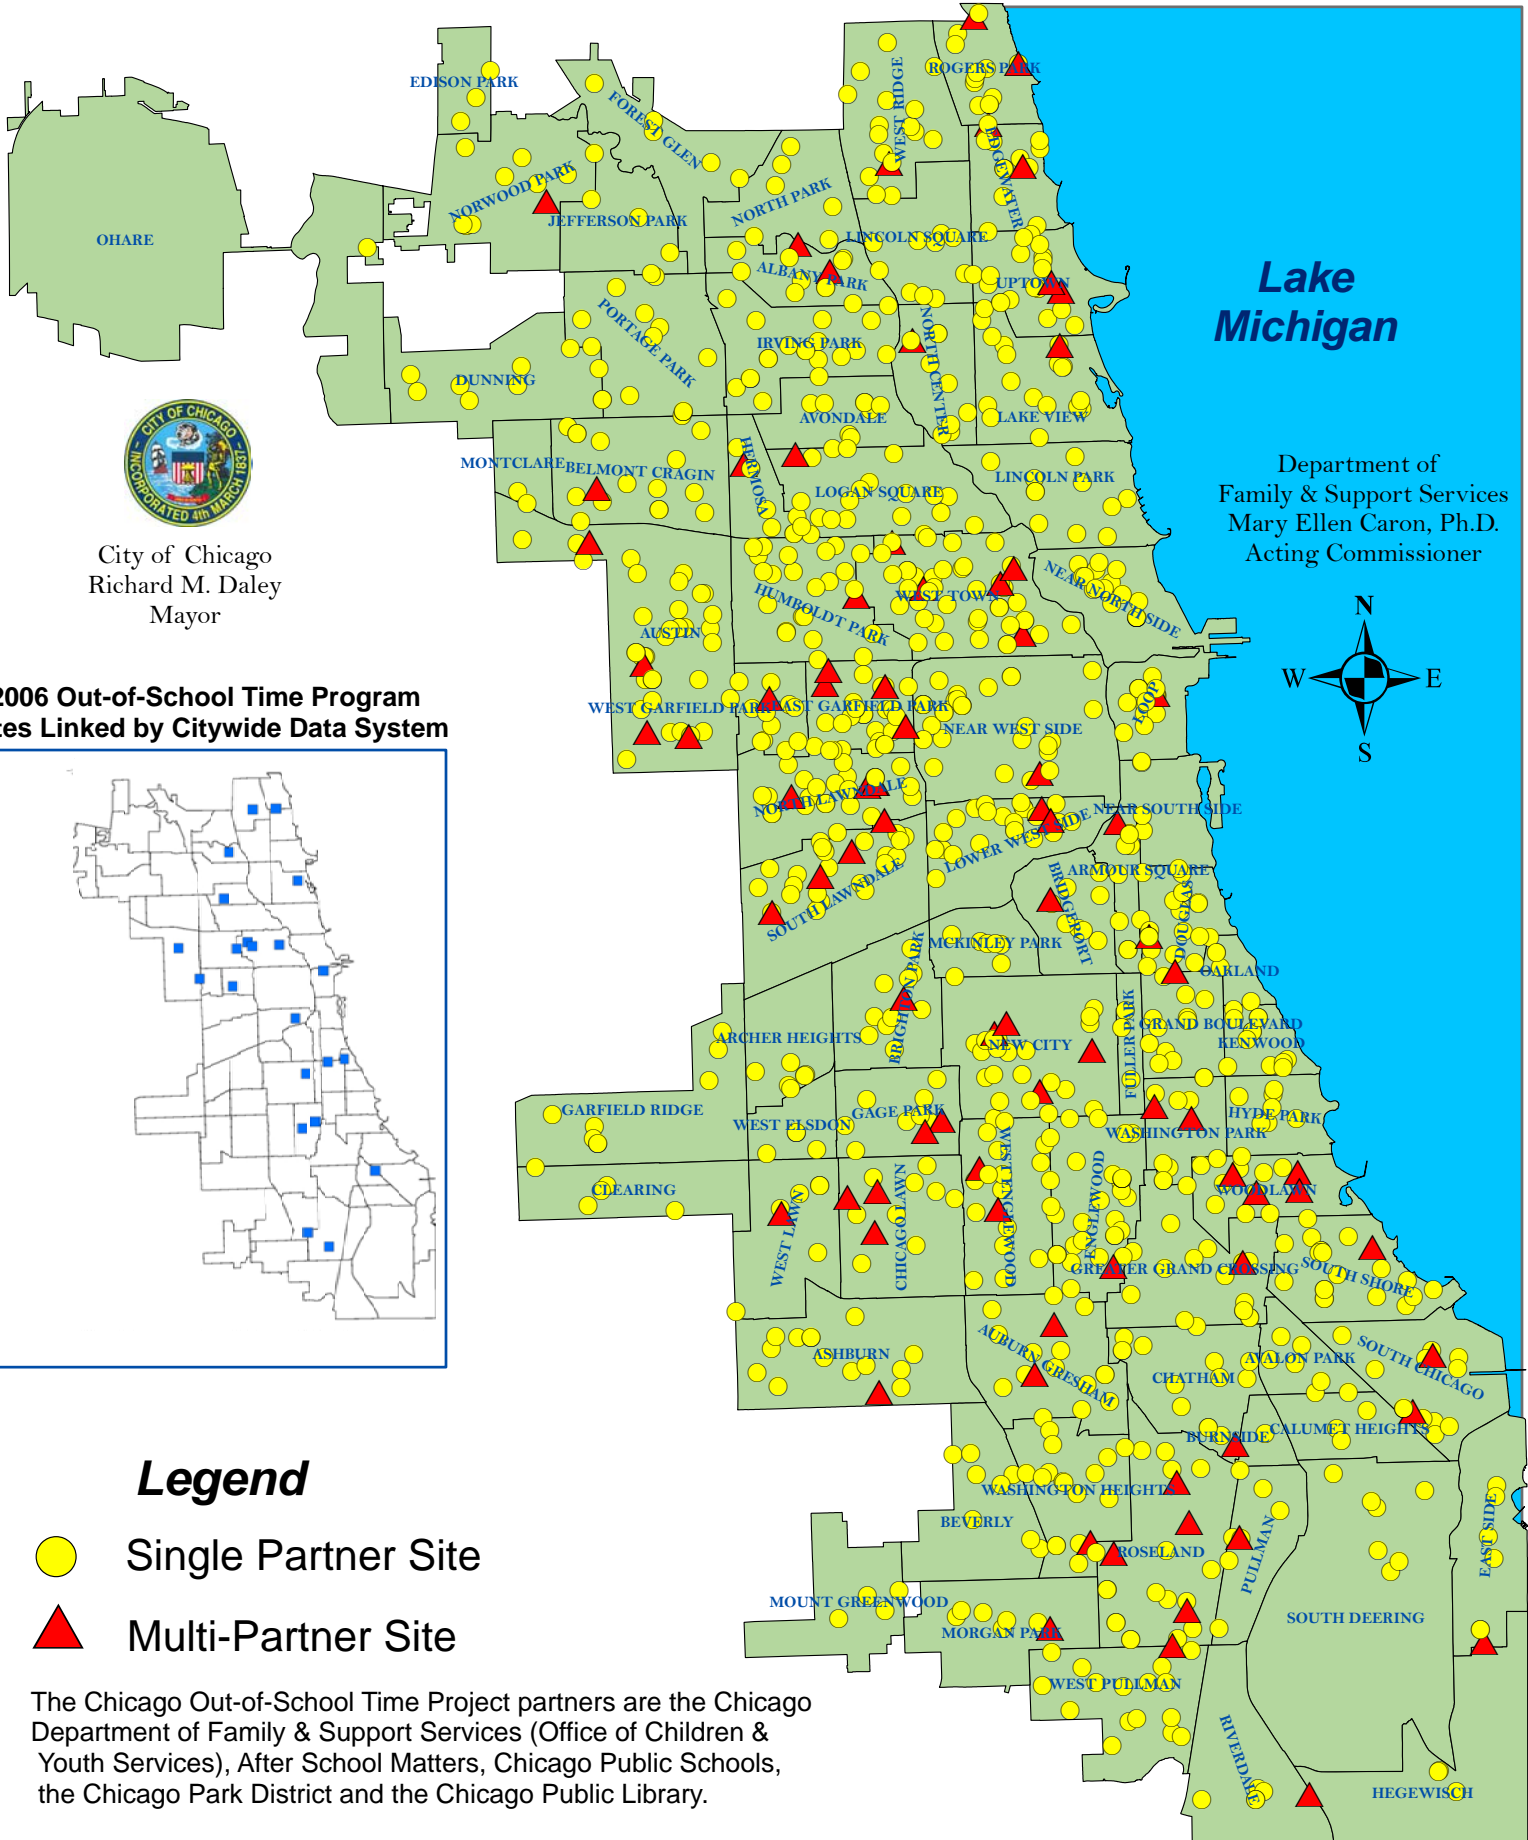 EDISON PARK
FOREST GLEN
WEST RIDGE
ROGERS PARK
EDGEWATER
NORWOOD PARK
JEFFERSON PARK
NORTH PARK
LINCOLN SQUARE
OHARE
ALBANY PARK
UPTOWN
Lake
Michigan
PORTAGE PARK
IRVING PARK
NORTH CENTER
DUNNING
AVONDALE
LAKE VIEW
CITY OF CHICAGO
INCORPORATED 4th MARCH 1837
MONTCLARE
BELMONT CRAGIN
HERMOSA
LOGAN SQUARE
LINCOLN PARK
Department of
Family & Support Services
Mary Ellen Caron, Ph.D.
Acting Commissioner
City of Chicago
Richard M. Daley
Mayor
HUMBOLDT PARK
WEST TOWN
NEAR NORTH SIDE
AUSTIN
N
W
E
S
2006 Out-of-School Time Program
Linked by Citywide Data System
WEST GARFIELD PARK
EAST GARFIELD PARK
LOOP
NEAR WEST SIDE
NORTH LAWNDALE
LOWER WEST SIDE
NEAR SOUTH SIDE
SOUTH LAWNDALE
BRIDGEPORT
ARMOUR SQUARE
DOUGLAS
MCKINLEY PARK
OAKLAND
BRIGHTON PARK
ARCHER HEIGHTS
NEW CITY
FULLER PARK
GRAND BOULEVARD
KENWOOD
GARFIELD RIDGE
WEST ELSDON
GAGE PARK
HYDE PARK
WASHINGTON PARK
CLEARING
WEST LAWN
CHICAGO LAWN
WEST ENGLEWOOD
ENGLEWOOD
WOODLAWN
GREATER GRAND CROSSING
SOUTH SHORE
ASHBURN
AUBURN GRESHAM
CHATHAM
AVALON PARK
SOUTH CHICAGO
BURNSIDE
CALUMET HEIGHTS
WASHINGTON HEIGHTS
BEVERLY
ROSELAND
PULLMAN
EAST SIDE
MOUNT GREENWOOD
MORGAN PARK
SOUTH DEERING
WEST PULLMAN
RIVERDALE
HEGEWISCH
Legend
Single Partner Site
Multi-Partner Site
The Chicago Out-of-School Time Project partners are the Chicago
Department of Family & Support Services (Office of Children &
Youth Services), After School Matters, Chicago Public Schools,
the Chicago Park District and the Chicago Public Library.